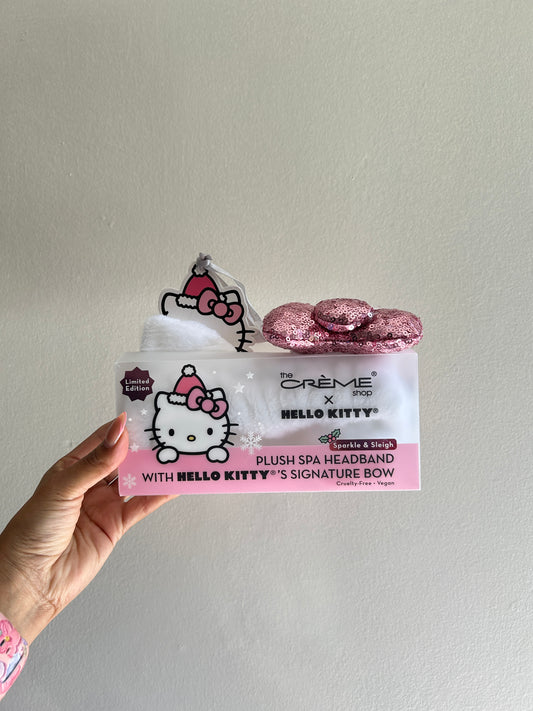 Limited
Edition
the
CRÈME®
shop
x
HELLO KITTY®
Sparkle & Sleigh
PLUSH SPA HEADBAND
WITH HELLO KITTY®'S SIGNATURE BOW
Cruelty-Free • Vegan